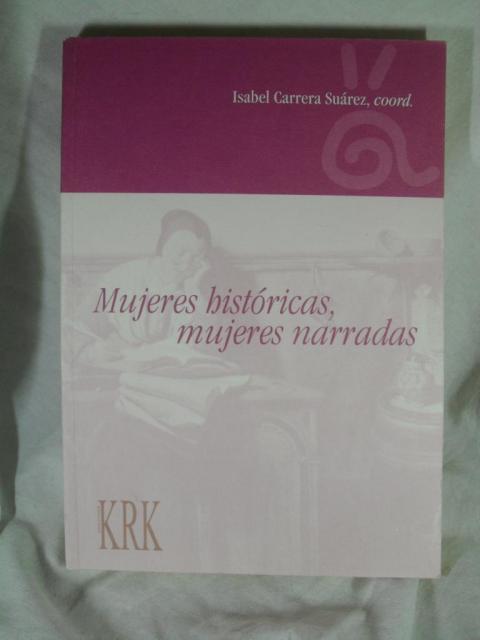 Isabel Carrera Suárez, coord.
Mujeres históricas,
mujeres narradas
KRK